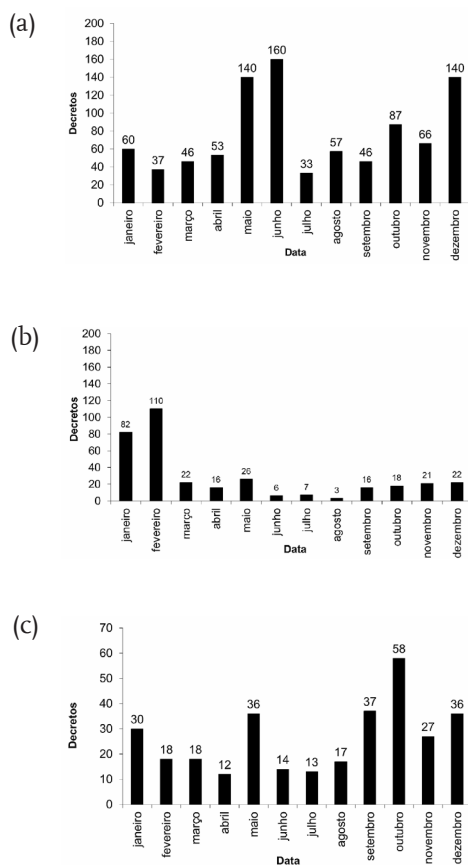 (a)
Decretos
200
180
160
140
120
100
80
60
40
20
0
60
37
46
53
140
160
33
57
46
87
66
140
janeiro
fevereiro
março
abril
maio
junho
julho
agosto
setembro
outubro
novembro
dezembro
Data
(b)
Decretos
200
180
160
140
120
100
80
60
40
20
0
82
110
22
16
26
6
7
3
16
18
21
22
janeiro
fevereiro
março
abril
maio
junho
julho
agosto
setembro
outubro
novembro
dezembro
Data
(c)
Decretos
70
60
50
40
30
20
10
0
30
18
18
12
36
14
13
17
37
58
27
36
janeiro
fevereiro
março
abril
maio
junho
julho
agosto
setembro
outubro
novembro
dezembro
Data